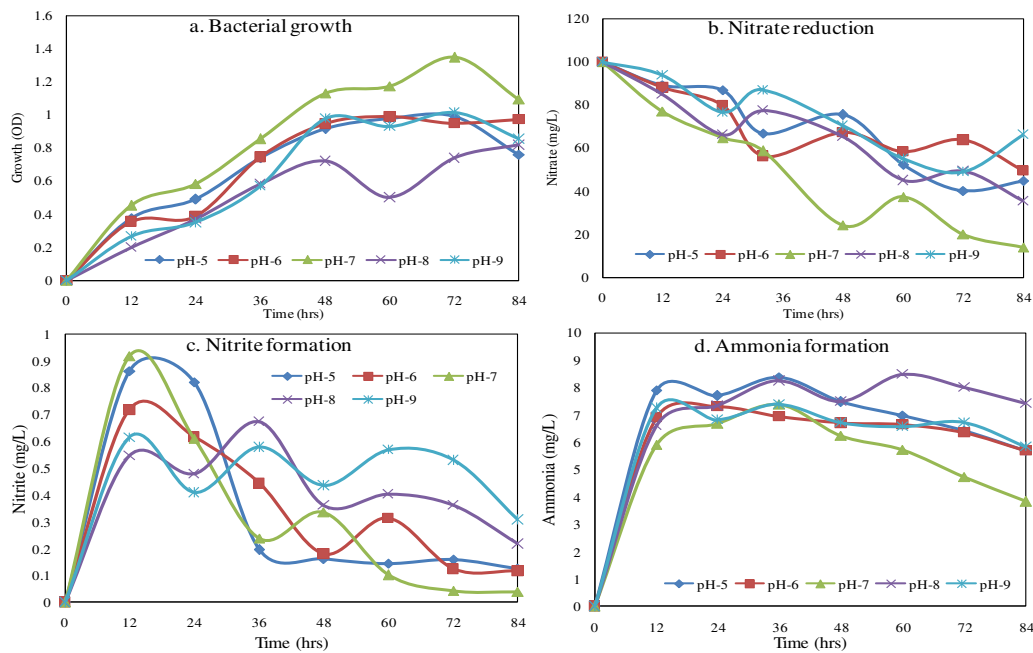 a. Bacterial growth
Growth (OD)
1.6
1.4
1.2
1
0.8
0.6
0.4
0.2
0
pH-5 pH-6 pH-7 pH-8 pH-9
0 12 24 36 48 60 72 84
Time (hrs)
b. Nitrate reduction
Nitrate (mg/L)
120
100
80
60
40
20
0
pH-5 pH-6 pH-7 pH-8 pH-9
0 12 24 36 48 60 72 84
Time (hrs)
c. Nitrite formation
Nitrite (mg/L)
1
0.9
0.8
0.7
0.6
0.5
0.4
0.3
0.2
0.1
0
pH-5 pH-6 pH-7
pH-8 pH-9
0 12 24 36 48 60 72 84
Time (hrs)
d. Ammonia formation
Ammonia (mg/L)
10
9
8
7
6
5
4
3
2
1
0
pH-5 pH-6 pH-7 pH-8 pH-9
0 12 24 36 48 60 72 84
Time (hrs)